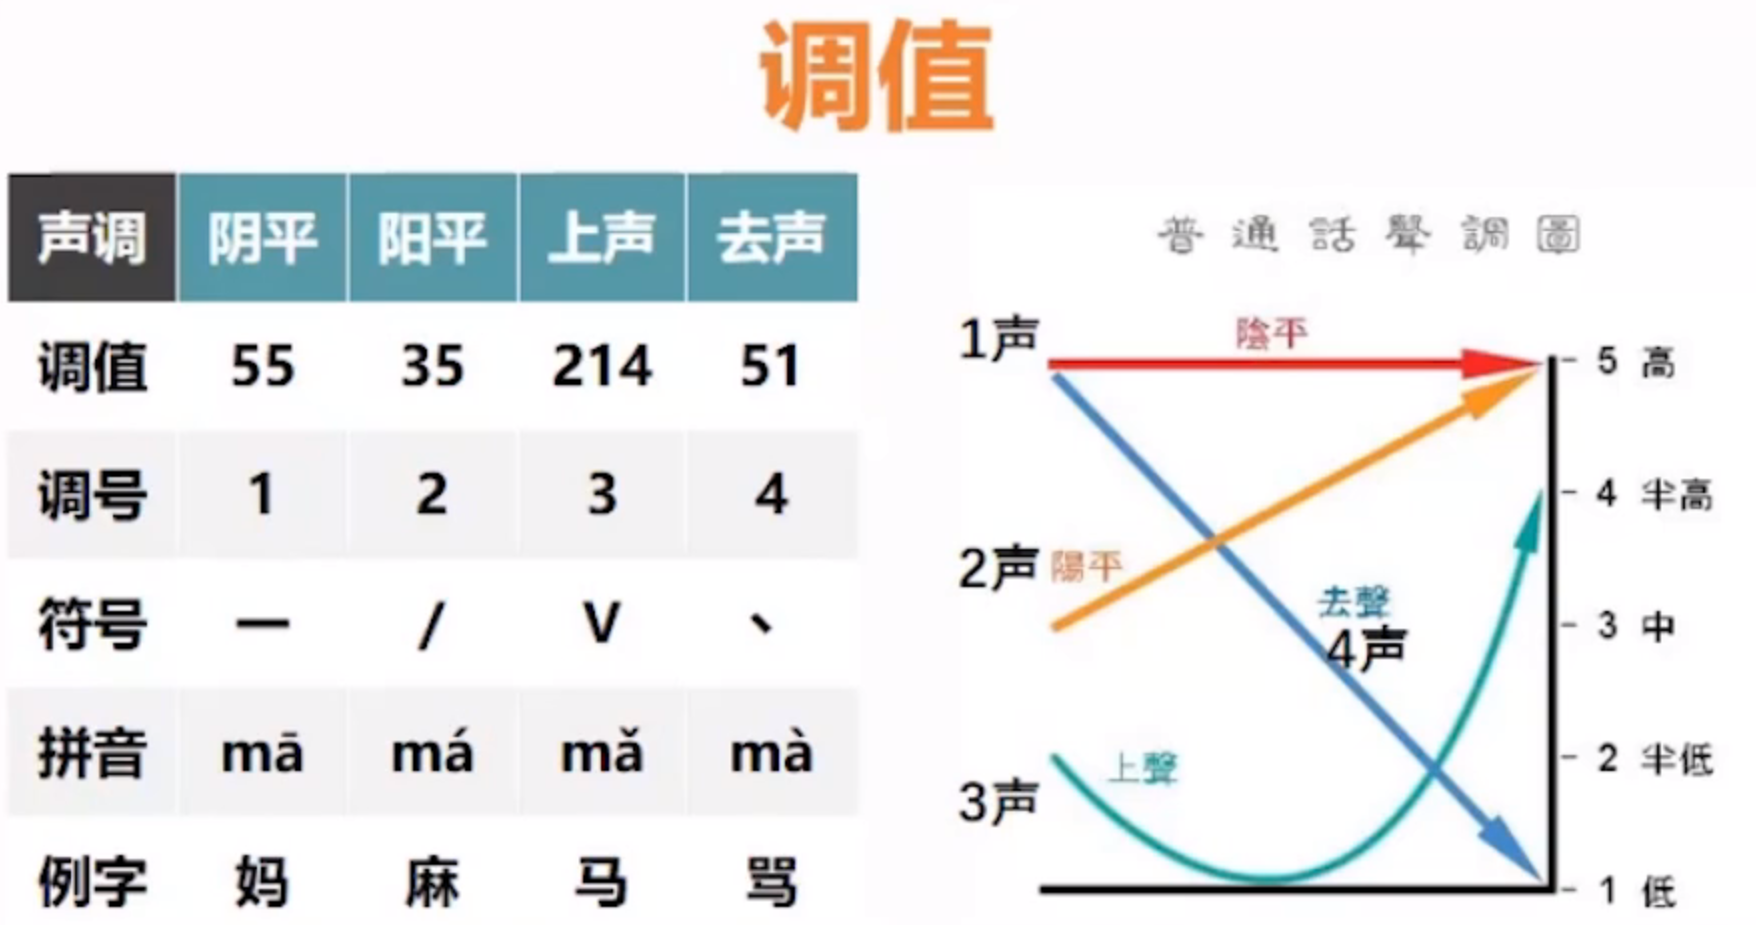 调值
声调 阴平 阳平 上声 去声
调值 55 35 214 51
调号 1 2 3 4
符号 一 / V 、
拼音 mā má mǎ mà
例字 妈 麻 马 骂
普通話聲調圖
1声 陰平
2声 陽平
去聲
4声
上聲
3声
5 高
4 半高
3 中
2 半低
1 低